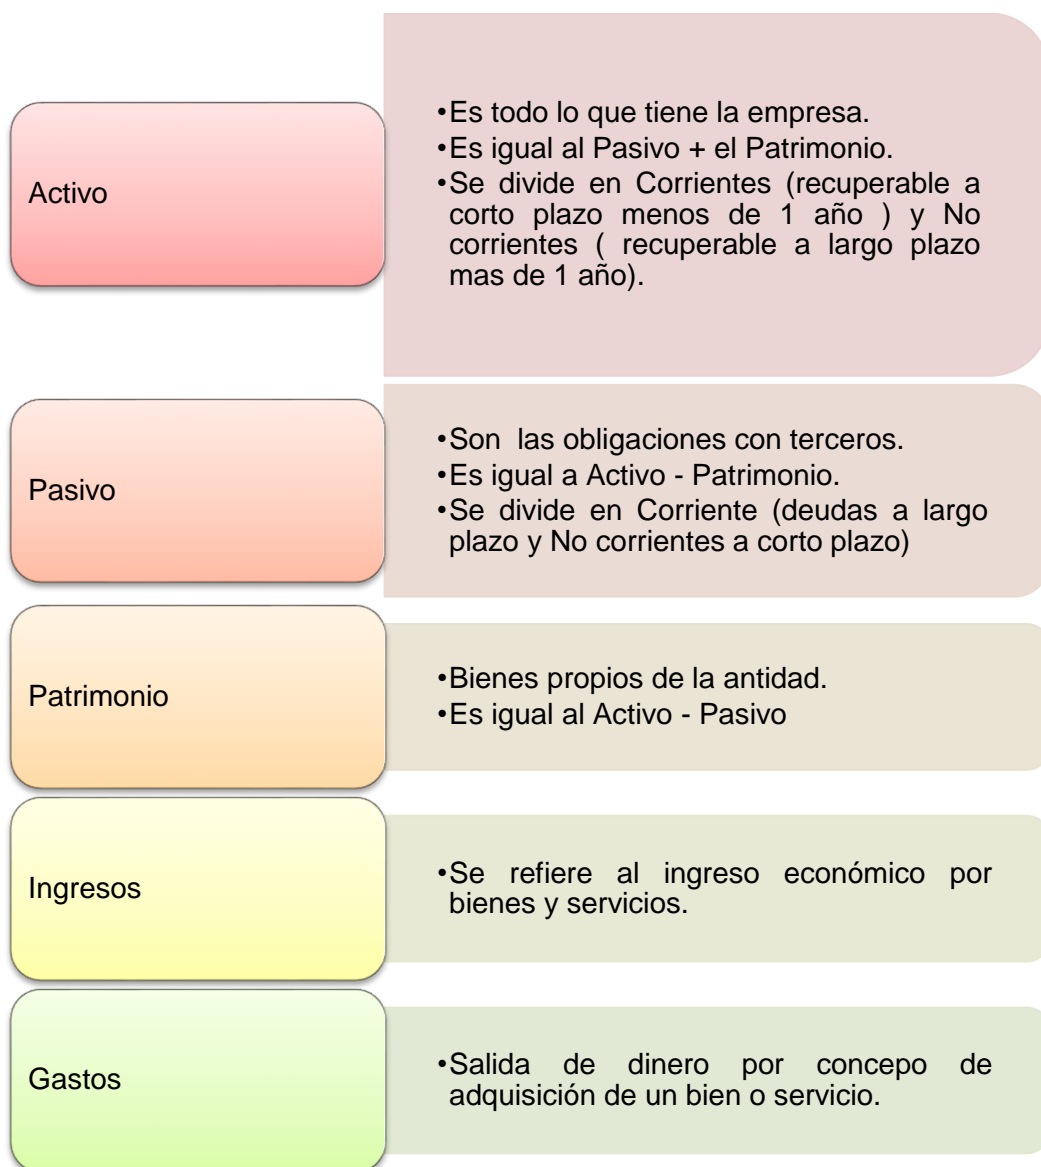 Activo
•Es todo lo que tiene la empresa.
•Es igual al Pasivo + el Patrimonio.
•Se divide en Corrientes (recuperable a
corto plazo menos de 1 año ) y No
corrientes ( recuperable a largo plazo
mas de 1 año).
Pasivo
•Son las obligaciones con terceros.
•Es igual a Activo - Patrimonio.
•Se divide en Corriente (deudas a largo
plazo y No corrientes a corto plazo)
Patrimonio
•Bienes propios de la antidad.
•Es igual al Activo - Pasivo
Ingresos
•Se refiere al ingreso económico por
bienes y servicios.
Gastos
•Salida de dinero por concepo de
adquisición de un bien o servicio.